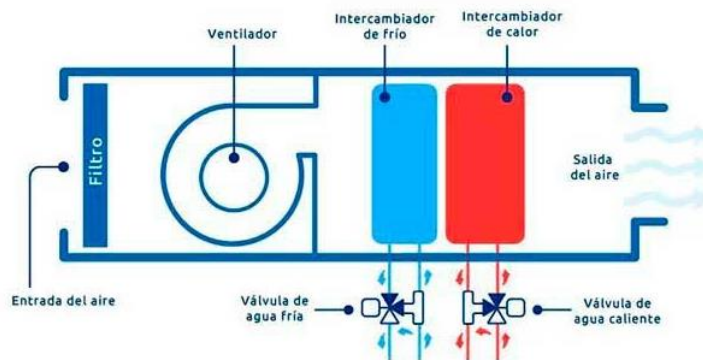 Ventilador
Intercambiador
de frío
Intercambiador
de calor
Filtro
Salida
del aire
Entrada del aire
Válvula de
agua fría
Válvula de
agua caliente